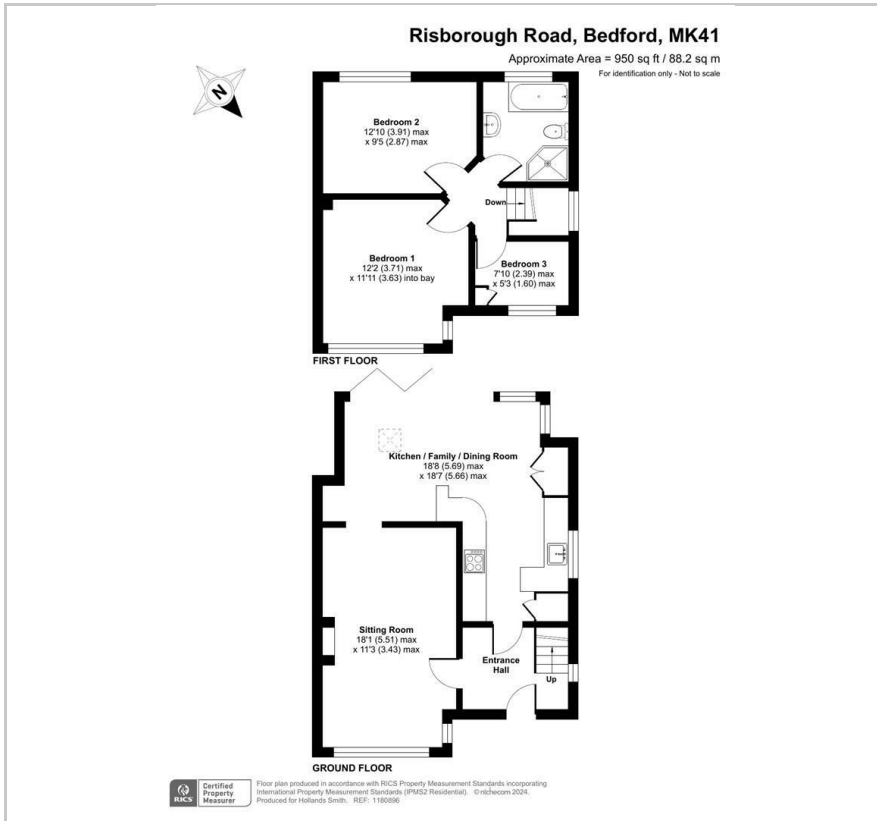 Risborough Road, Bedford, MK41
Approximate Area = 950 sq ft / 88.2 sq m
For identification only - Not to scale
N
Bedroom 2
12'10 (3.91) max
x 9'5 (2.87) max
Down
Bedroom 1
12'2 (3.71) max
x 11'11 (3.63) into bay
Bedroom 3
7'10 (2.39) max
x 5'3 (1.60) max
FIRST FLOOR
Kitchen / Family / Dining Room
18'8 (5.69) max
x 18'7 (5.66) max
Sitting Room
18'1 (5.51) max
x 11'3 (3.43) max
Entrance
Hall
Up
GROUND FLOOR
RICS
Certified
Property
Measurer
Floor plan produced in accordance with RICS Property Measurement Standards incorporating
International Property Measurement Standards (IPMS2 Residential). © nichecom 2024.
Produced for Hollands Smith. REF: 1180896